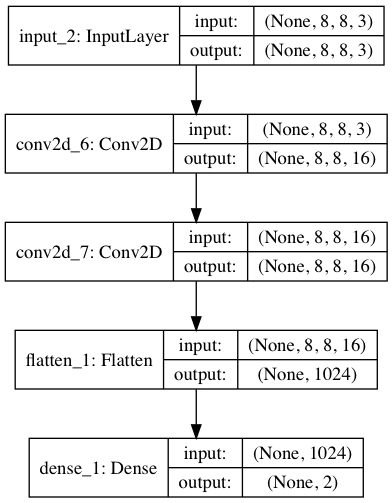 input_2: InputLayer
input: (None, 8, 8, 3)
output: (None, 8, 8, 3)
conv2d_6: Conv2D
input: (None, 8, 8, 3)
output: (None, 8, 8, 16)
conv2d_7: Conv2D
input: (None, 8, 8, 16)
output: (None, 8, 8, 16)
flatten_1: Flatten
input: (None, 8, 8, 16)
output: (None, 1024)
dense_1: Dense
input: (None, 1024)
output: (None, 2)